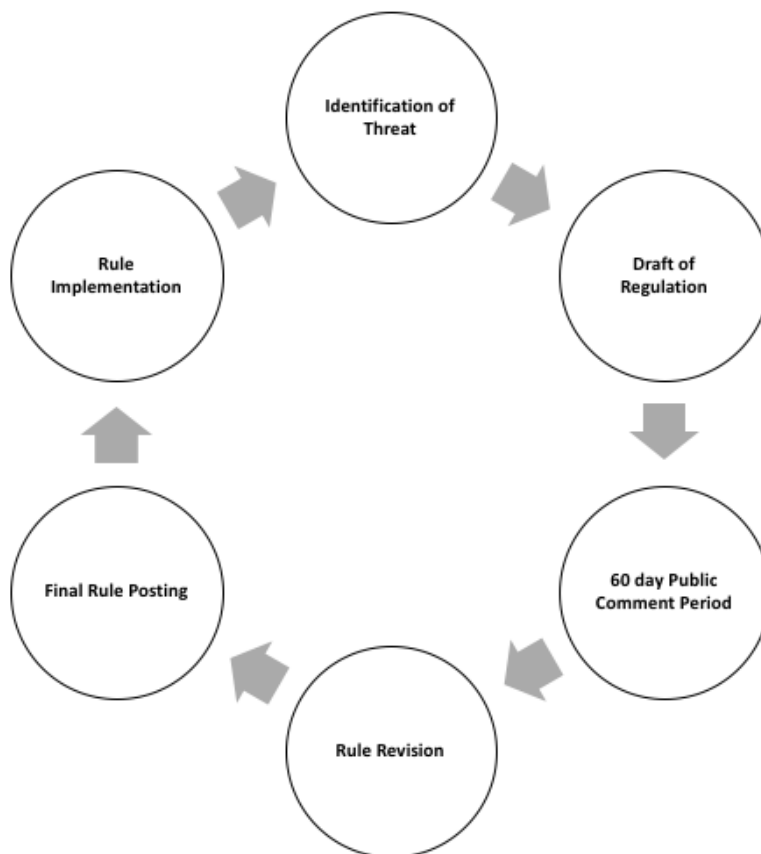 Identification of
Threat
Draft of
Regulation
60 day Public
Comment Period
Rule Revision
Final Rule Posting
Rule
Implementation